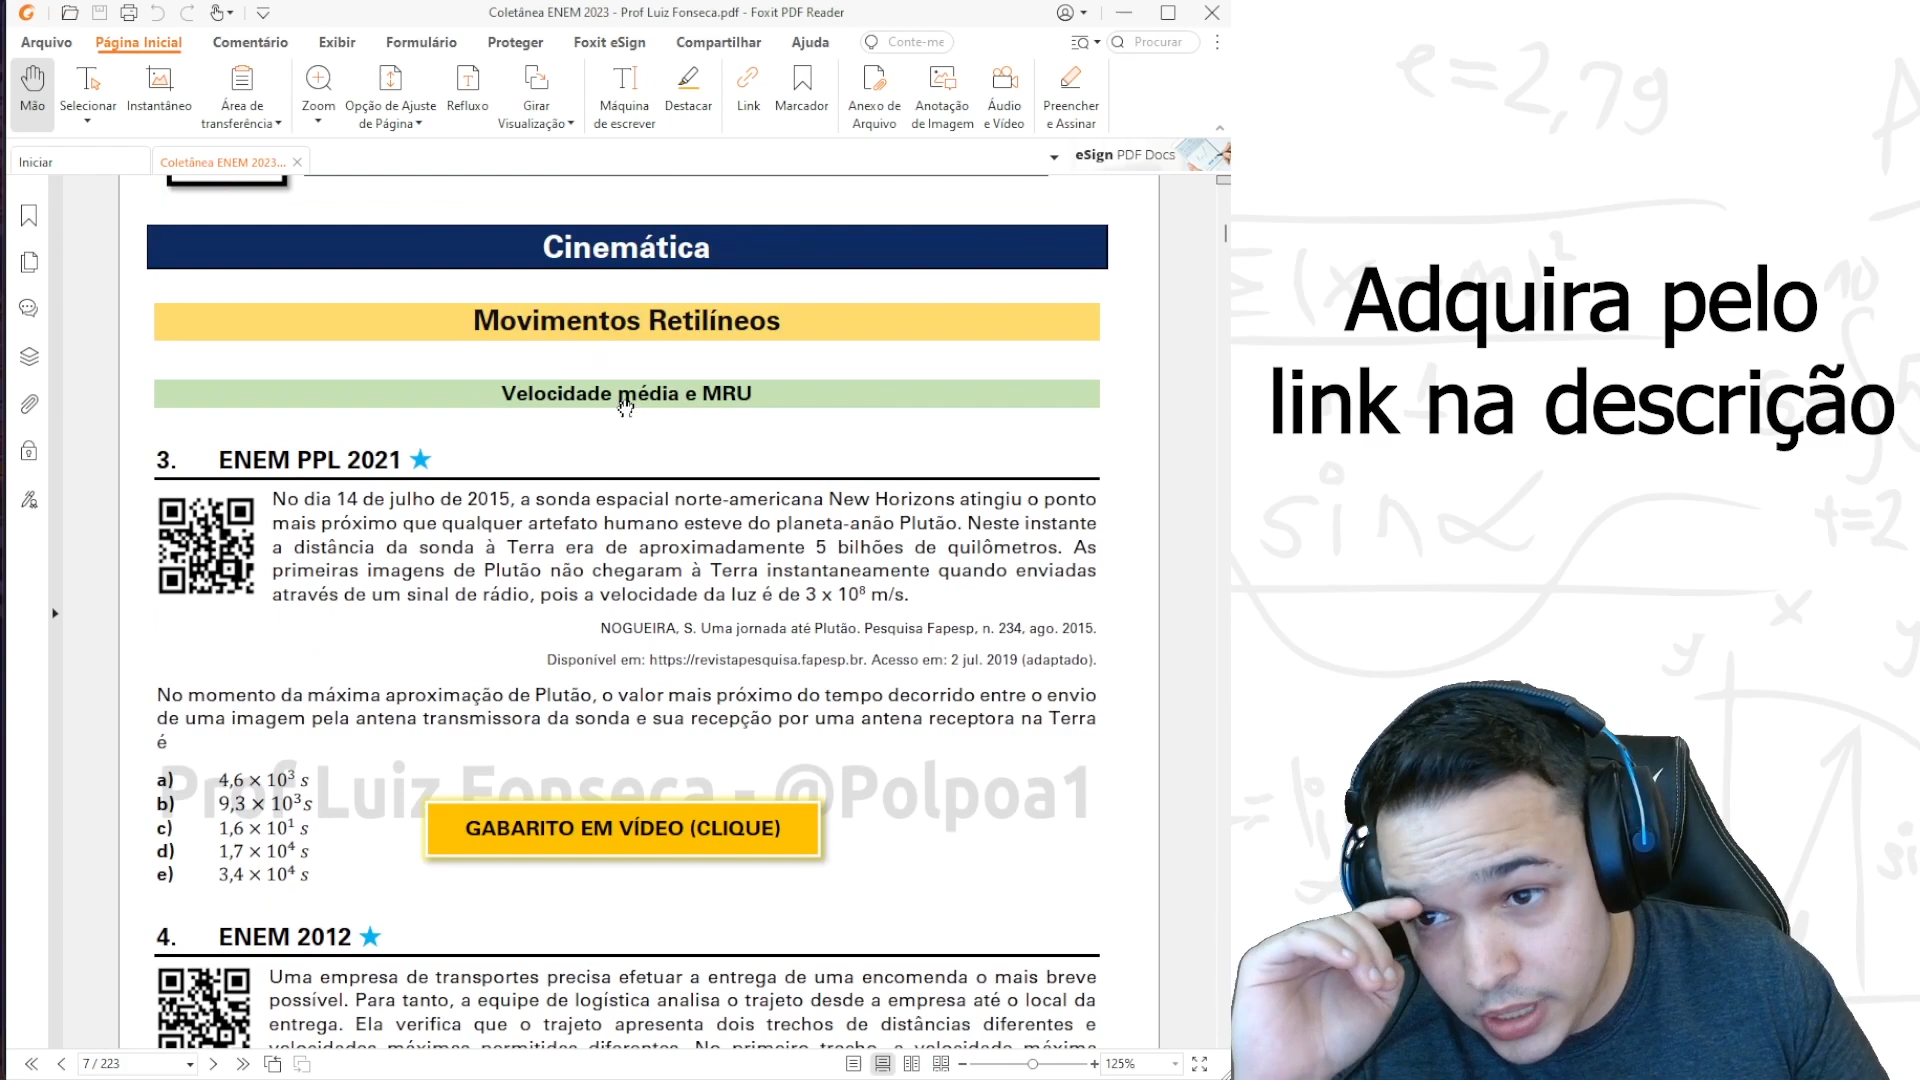 Coletânea ENEM 2023 - Prof Luiz Fonseca.pdf - Foxit PDF Reader
Arquivo Página Inicial Comentário Exibir Formulário Proteger Foxit eSign Compartilhar Ajuda Conte-me Procurar
Mão Selecionar Instantâneo Área de transferência Zoom Opção de Ajuste de Página Refluxo Girar Visualização Máquina de escrever Destacar Link Marcador Anexo de Arquivo Anotação de Imagem Áudio e Vídeo Preencher e Assinar
Iniciar Coletânea ENEM 2023... eSign PDF Docs
Cinemática
Movimentos Retilíneos
Velocidade média e MRU
3. ENEM PPL 2021
No dia 14 de julho de 2015, a sonda espacial norte-americana New Horizons atingiu o ponto
mais próximo que qualquer artefato humano esteve do planeta-anão Plutão. Neste instante
a distância da sonda à Terra era de aproximadamente 5 bilhões de quilômetros. As
primeiras imagens de Plutão não chegaram à Terra instantaneamente quando enviadas
através de um sinal de rádio, pois a velocidade da luz é de 3 x 10⁸ m/s.
NOGUEIRA, S. Uma jornada até Plutão. Pesquisa Fapesp, n. 234, ago. 2015.
Disponível em: https://revistapesquisa.fapesp.br. Acesso em: 2 jul. 2019 (adaptado).
No momento da máxima aproximação de Plutão, o valor mais próximo do tempo decorrido entre o envio
de uma imagem pela antena transmissora da sonda e sua recepção por uma antena receptora na Terra
é
a) 4,6 × 10³ s
b) 9,3 × 10³ s
c) 1,6 × 10¹ s
d) 1,7 × 10⁴ s
e) 3,4 × 10⁴ s
Prof Luiz Fonseca - @Polpoa1
GABARITO EM VÍDEO (CLIQUE)
4. ENEM 2012
Uma empresa de transportes precisa efetuar a entrega de uma encomenda o mais breve
possível. Para tanto, a equipe de logística analisa o trajeto desde a empresa até o local da
entrega. Ela verifica que o trajeto apresenta dois trechos de distâncias diferentes e
velocidades máximas permitidas diferentes. No primeiro trecho, a velocidade máxima
7 / 223 125%
Adquira pelo
link na descrição
e=2,79
sinα
t=2
x
y